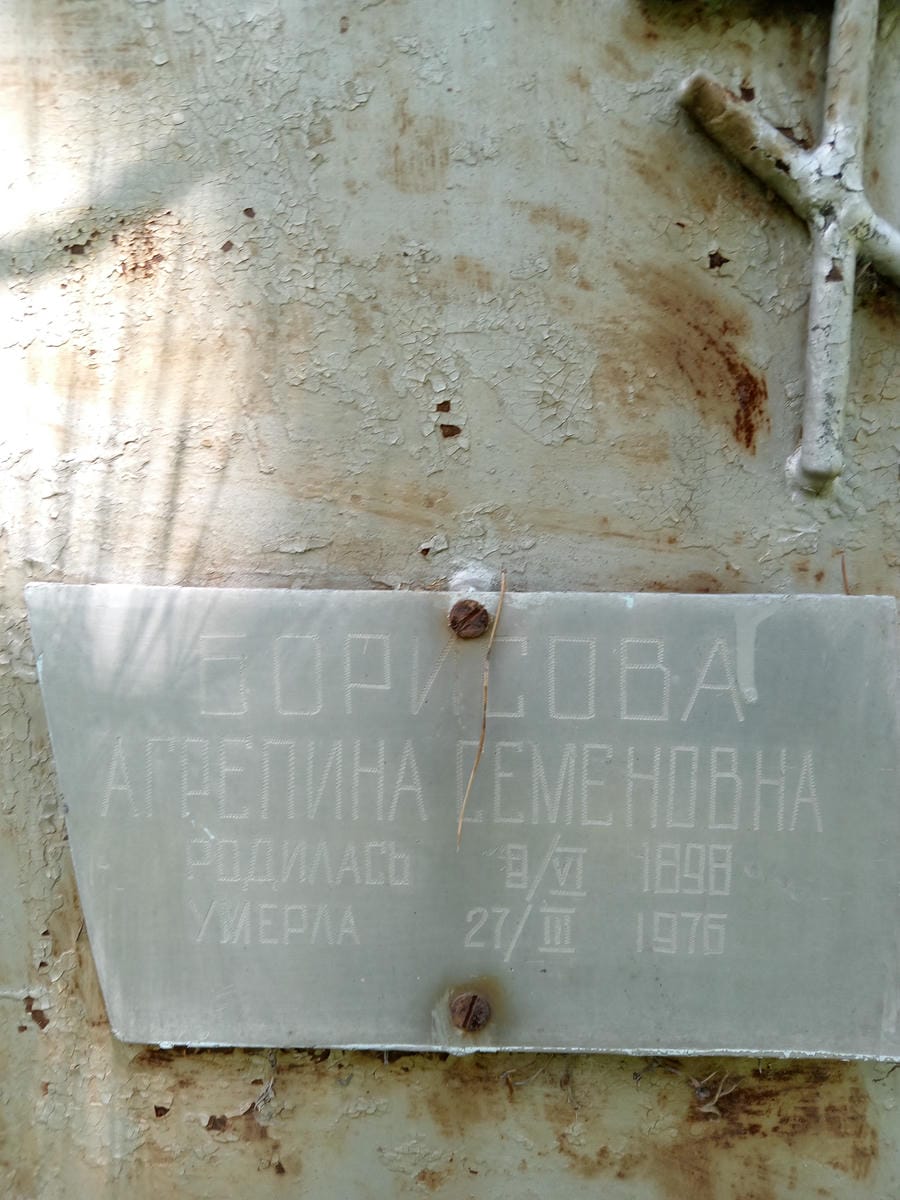 БОРИСОВА
АГРЕПИНА СЕМЕНОВНА
РОДИЛАСЬ 9/VI 1898
УМЕРЛА 27/III 1976